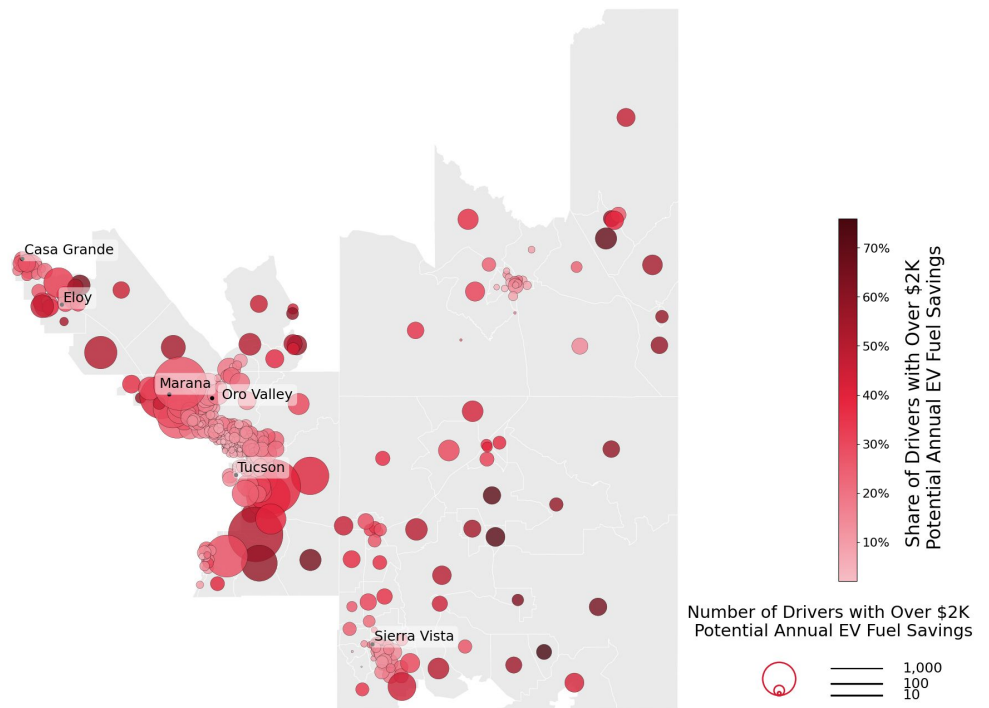 Casa Grande
Eloy
Marana
Oro Valley
Tucson
Sierra Vista
70%
60%
50%
40%
30%
20%
10%
Share of Drivers with Over $2K
Potential Annual EV Fuel Savings
Number of Drivers with Over $2K
Potential Annual EV Fuel Savings
1,000
100
10